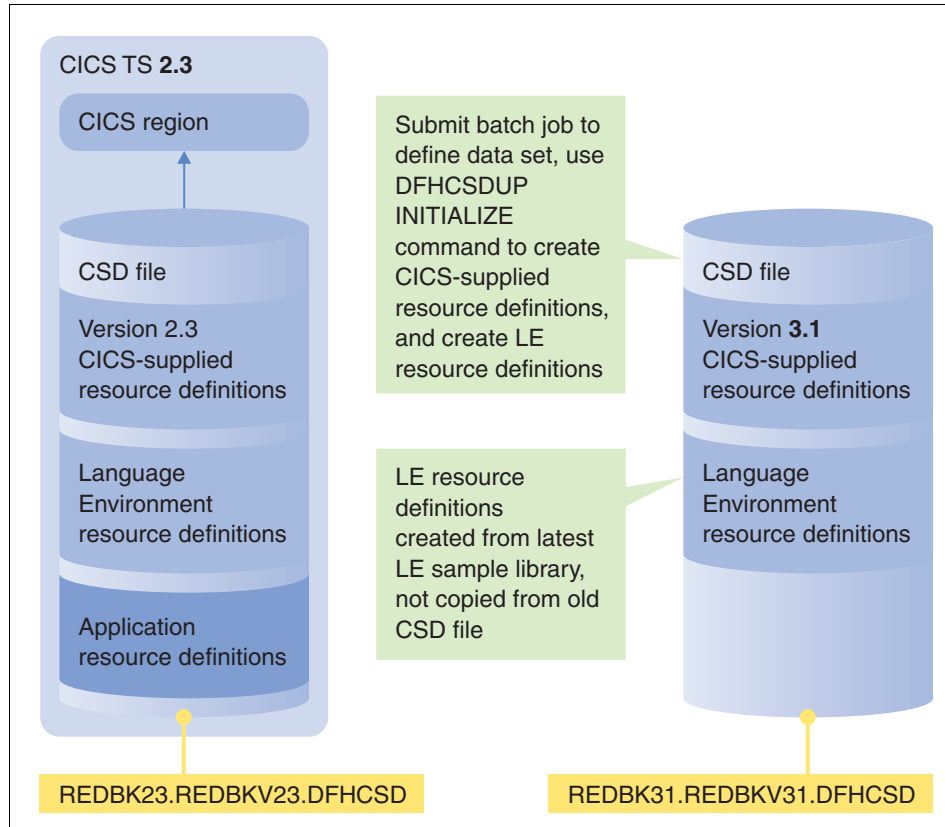 CICS TS 2.3
CICS region
CSD file
Version 2.3
CICS-supplied
resource definitions
Language
Environment
resource definitions
Application
resource definitions
REDBK23.REDBKV23.DFHCSD
Submit batch job to
define data set, use
DFHCSDUP
INITIALIZE
command to create
CICS-supplied
resource definitions,
and create LE
resource definitions
LE resource
definitions
created from latest
LE sample library,
not copied from old
CSD file
CSD file
Version 3.1
CICS-supplied
resource definitions
Language
Environment
resource definitions
REDBK31.REDBKV31.DFHCSD